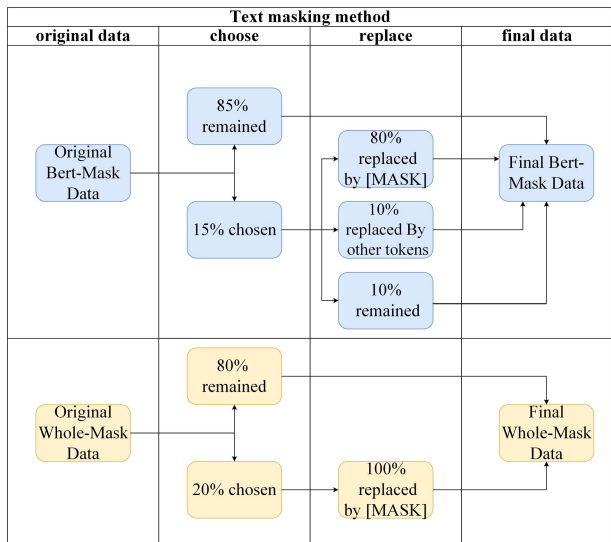 Text masking method
original data
choose
replace
final data
85%
remained
Original
Bert-Mask
Data
15% chosen
80%
replaced
by [MASK]
10%
replaced By
other tokens
10%
remained
Final Bert-
Mask Data
80%
remained
Original
Whole-Mask
Data
20% chosen
100%
replaced
by [MASK]
Final
Whole-Mask
Data